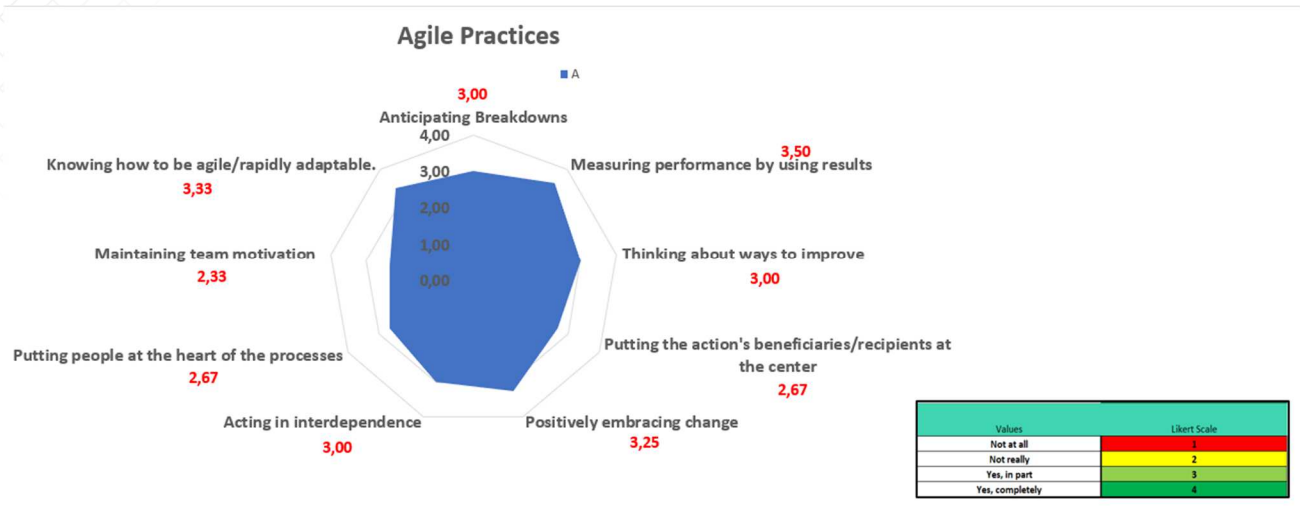 Agile Practices
A
3,00
Anticipating Breakdowns
4,00
3,00
2,00
1,00
0,00
3,50
Measuring performance by using results
Thinking about ways to improve
3,00
Putting the action's beneficiaries/recipients at
the center
2,67
Positively embracing change
3,25
Acting in interdependence
3,00
Putting people at the heart of the processes
2,67
Maintaining team motivation
2,33
Knowing how to be agile/rapidly adaptable.
3,33
Values Likert Scale
Not at all 1
Not really 2
Yes, in part 3
Yes, completely 4